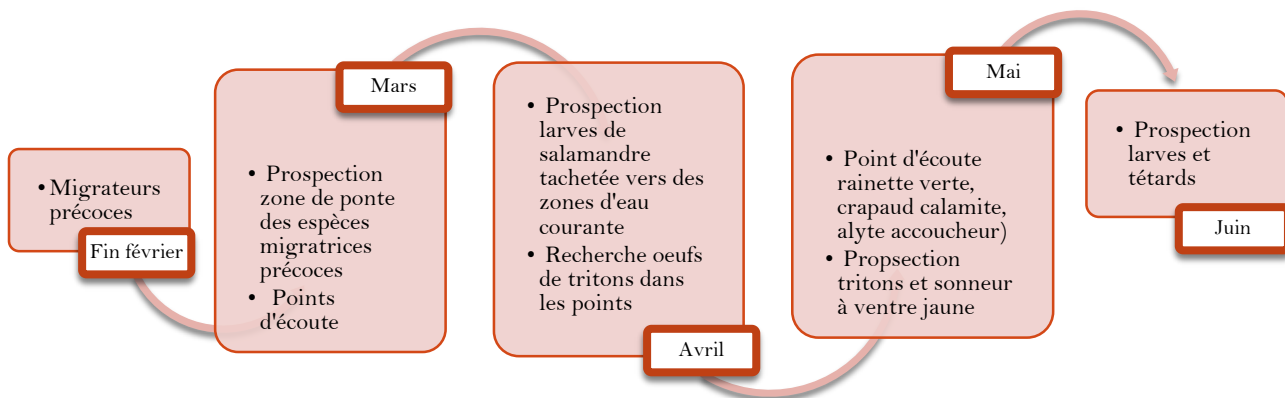 • Migrateurs
précoces
Fin février
Mars
• Prospection
zone de ponte
des espèces
migratrices
précoces
• Points
d'écoute
• Prospection
larves de
salamandre
tachetée vers des
zones d'eau
courante
• Recherche oeufs
de tritons dans
les points
Avril
Mai
• Point d'écoute
rainette verte,
crapaud calamite,
alyte accoucheur)
• Propsection
tritons et sonneur
à ventre jaune
• Prospection
larves et
tétards
Juin